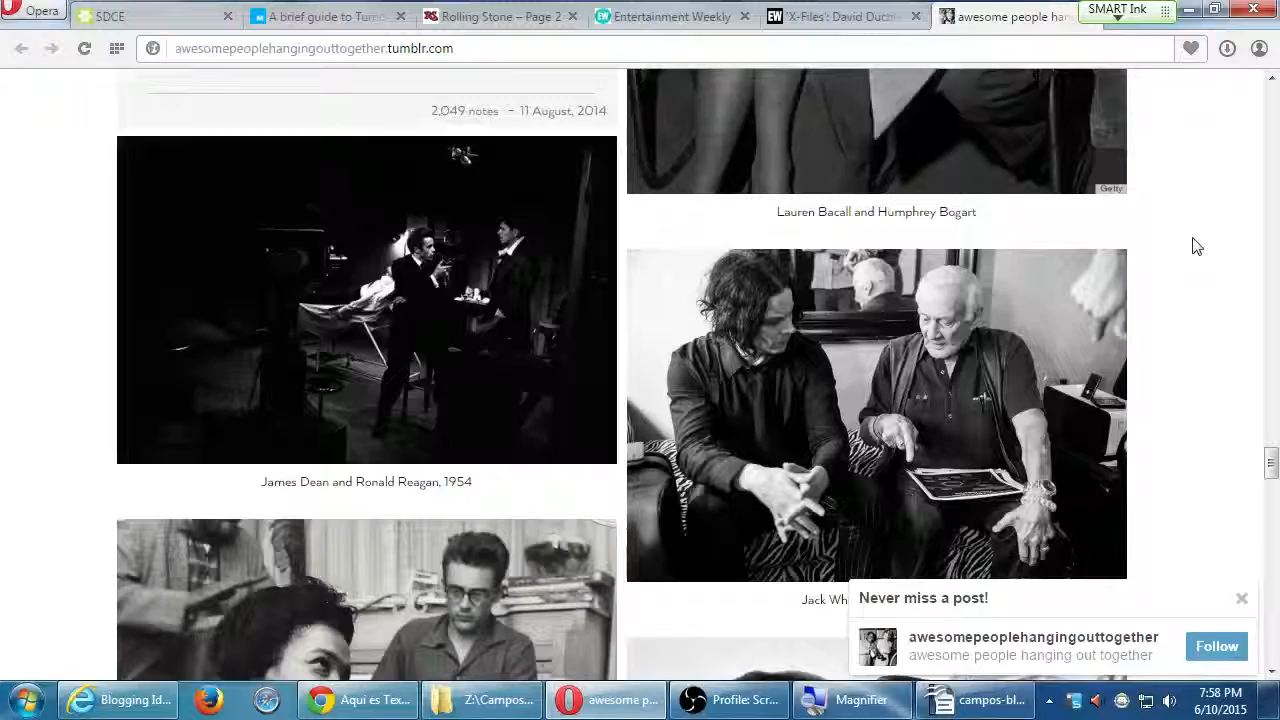 Opera
SDCE
A brief guide to Tum
Rolling Stone – Page 2
Entertainment Weekly
'X-Files': David Duch
awesome people han
SMART Ink
awesomepeoplehangingouttogether.tumblr.com
2,049 notes - 11 August, 2014
Getty
Lauren Bacall and Humphrey Bogart
James Dean and Ronald Reagan, 1954
Jack Wh
Never miss a post!
awesomepeoplehangingouttogether
awesome people hanging out together
Follow
Blogging Id...
Aqui es Tex...
Z:\Campos...
awesome p...
Profile: Scr...
Magnifier
campos-bl...
7:58 PM
6/10/2015